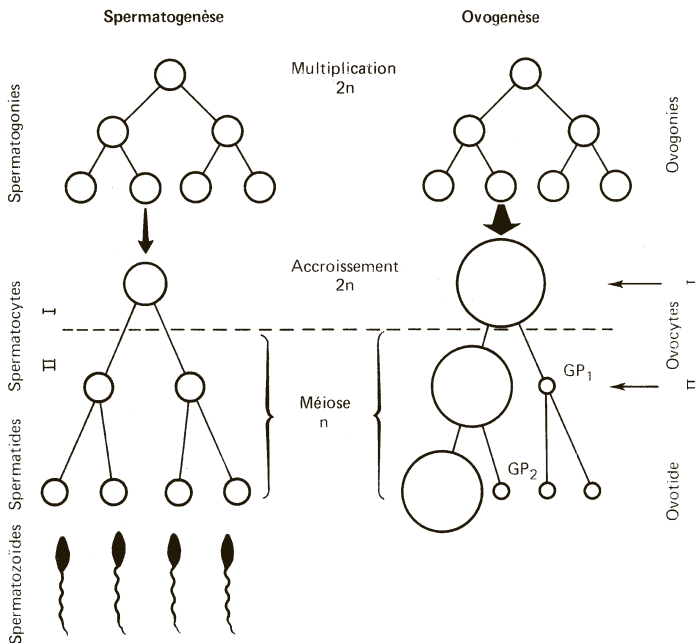 Spermatogenèse
Ovogenèse
Multiplication
2n
Spermatogonies
Ovogonies
Accroissement
2n
Spermatocytes
I
II
Ovocytes
I
II
GP1
Méiose
n
GP2
Spermatides
Ovotide
Spermatozoïdes